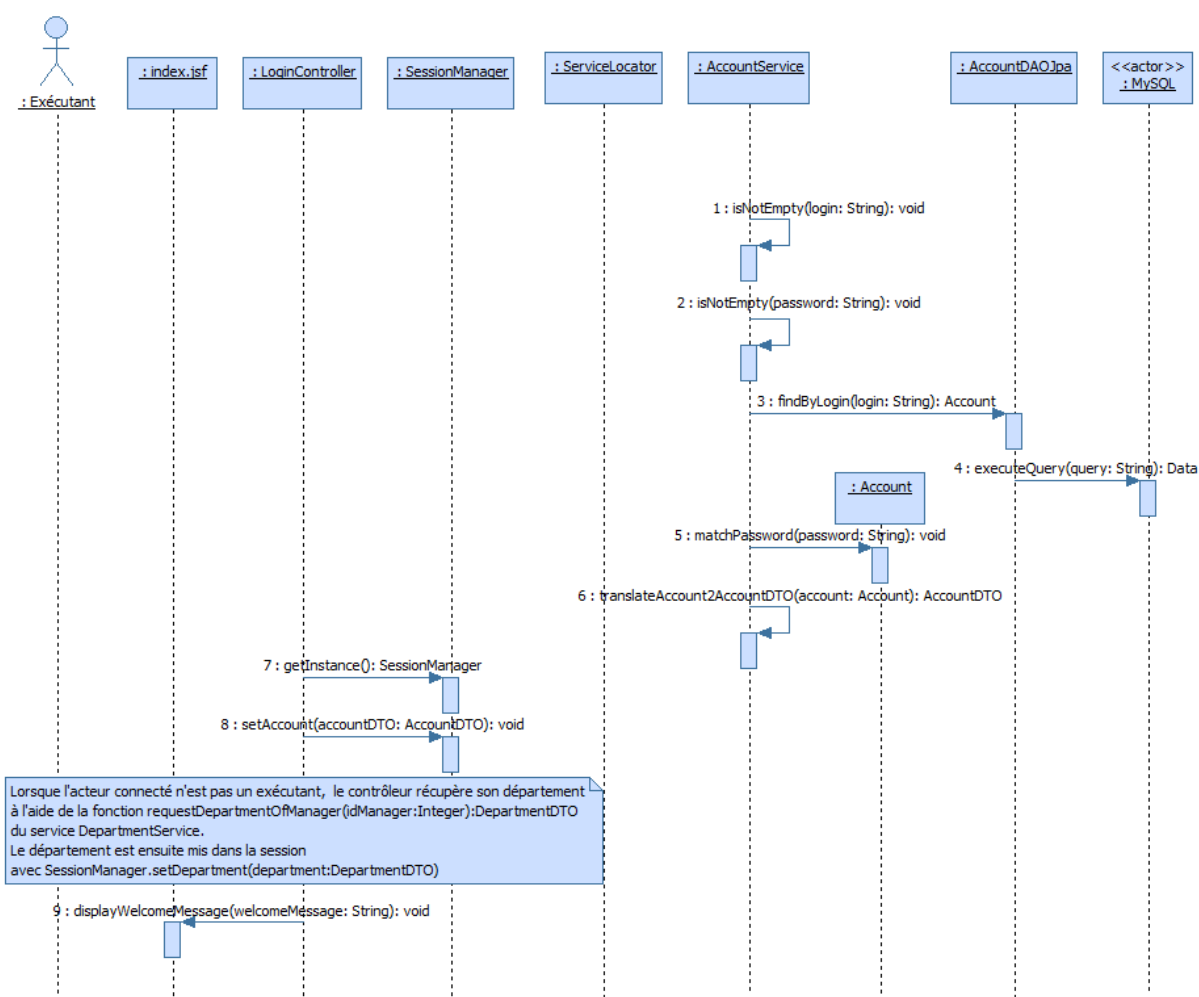 : Exécutant
: index.jsf
: LoginController
: SessionManager
: ServiceLocator
: AccountService
: AccountDAOJpa
<<actor>>
: MySQL
1 : isNotEmpty(login: String): void
2 : isNotEmpty(password: String): void
3 : findByLogin(login: String): Account
4 : executeQuery(query: String): Data
: Account
5 : matchPassword(password: String): void
6 : translateAccount2AccountDTO(account: Account): AccountDTO
7 : getInstance(): SessionManager
8 : setAccount(accountDTO: AccountDTO): void
Lorsque l'acteur connecté n'est pas un exécutant, le contrôleur récupère son département
à l'aide de la fonction requestDepartmentOfManager(idManager:Integer):DepartmentDTO
du service DepartmentService.
Le département est ensuite mis dans la session
avec SessionManager.setDepartment(department:DepartmentDTO)
9 : displayWelcomeMessage(welcomeMessage: String): void